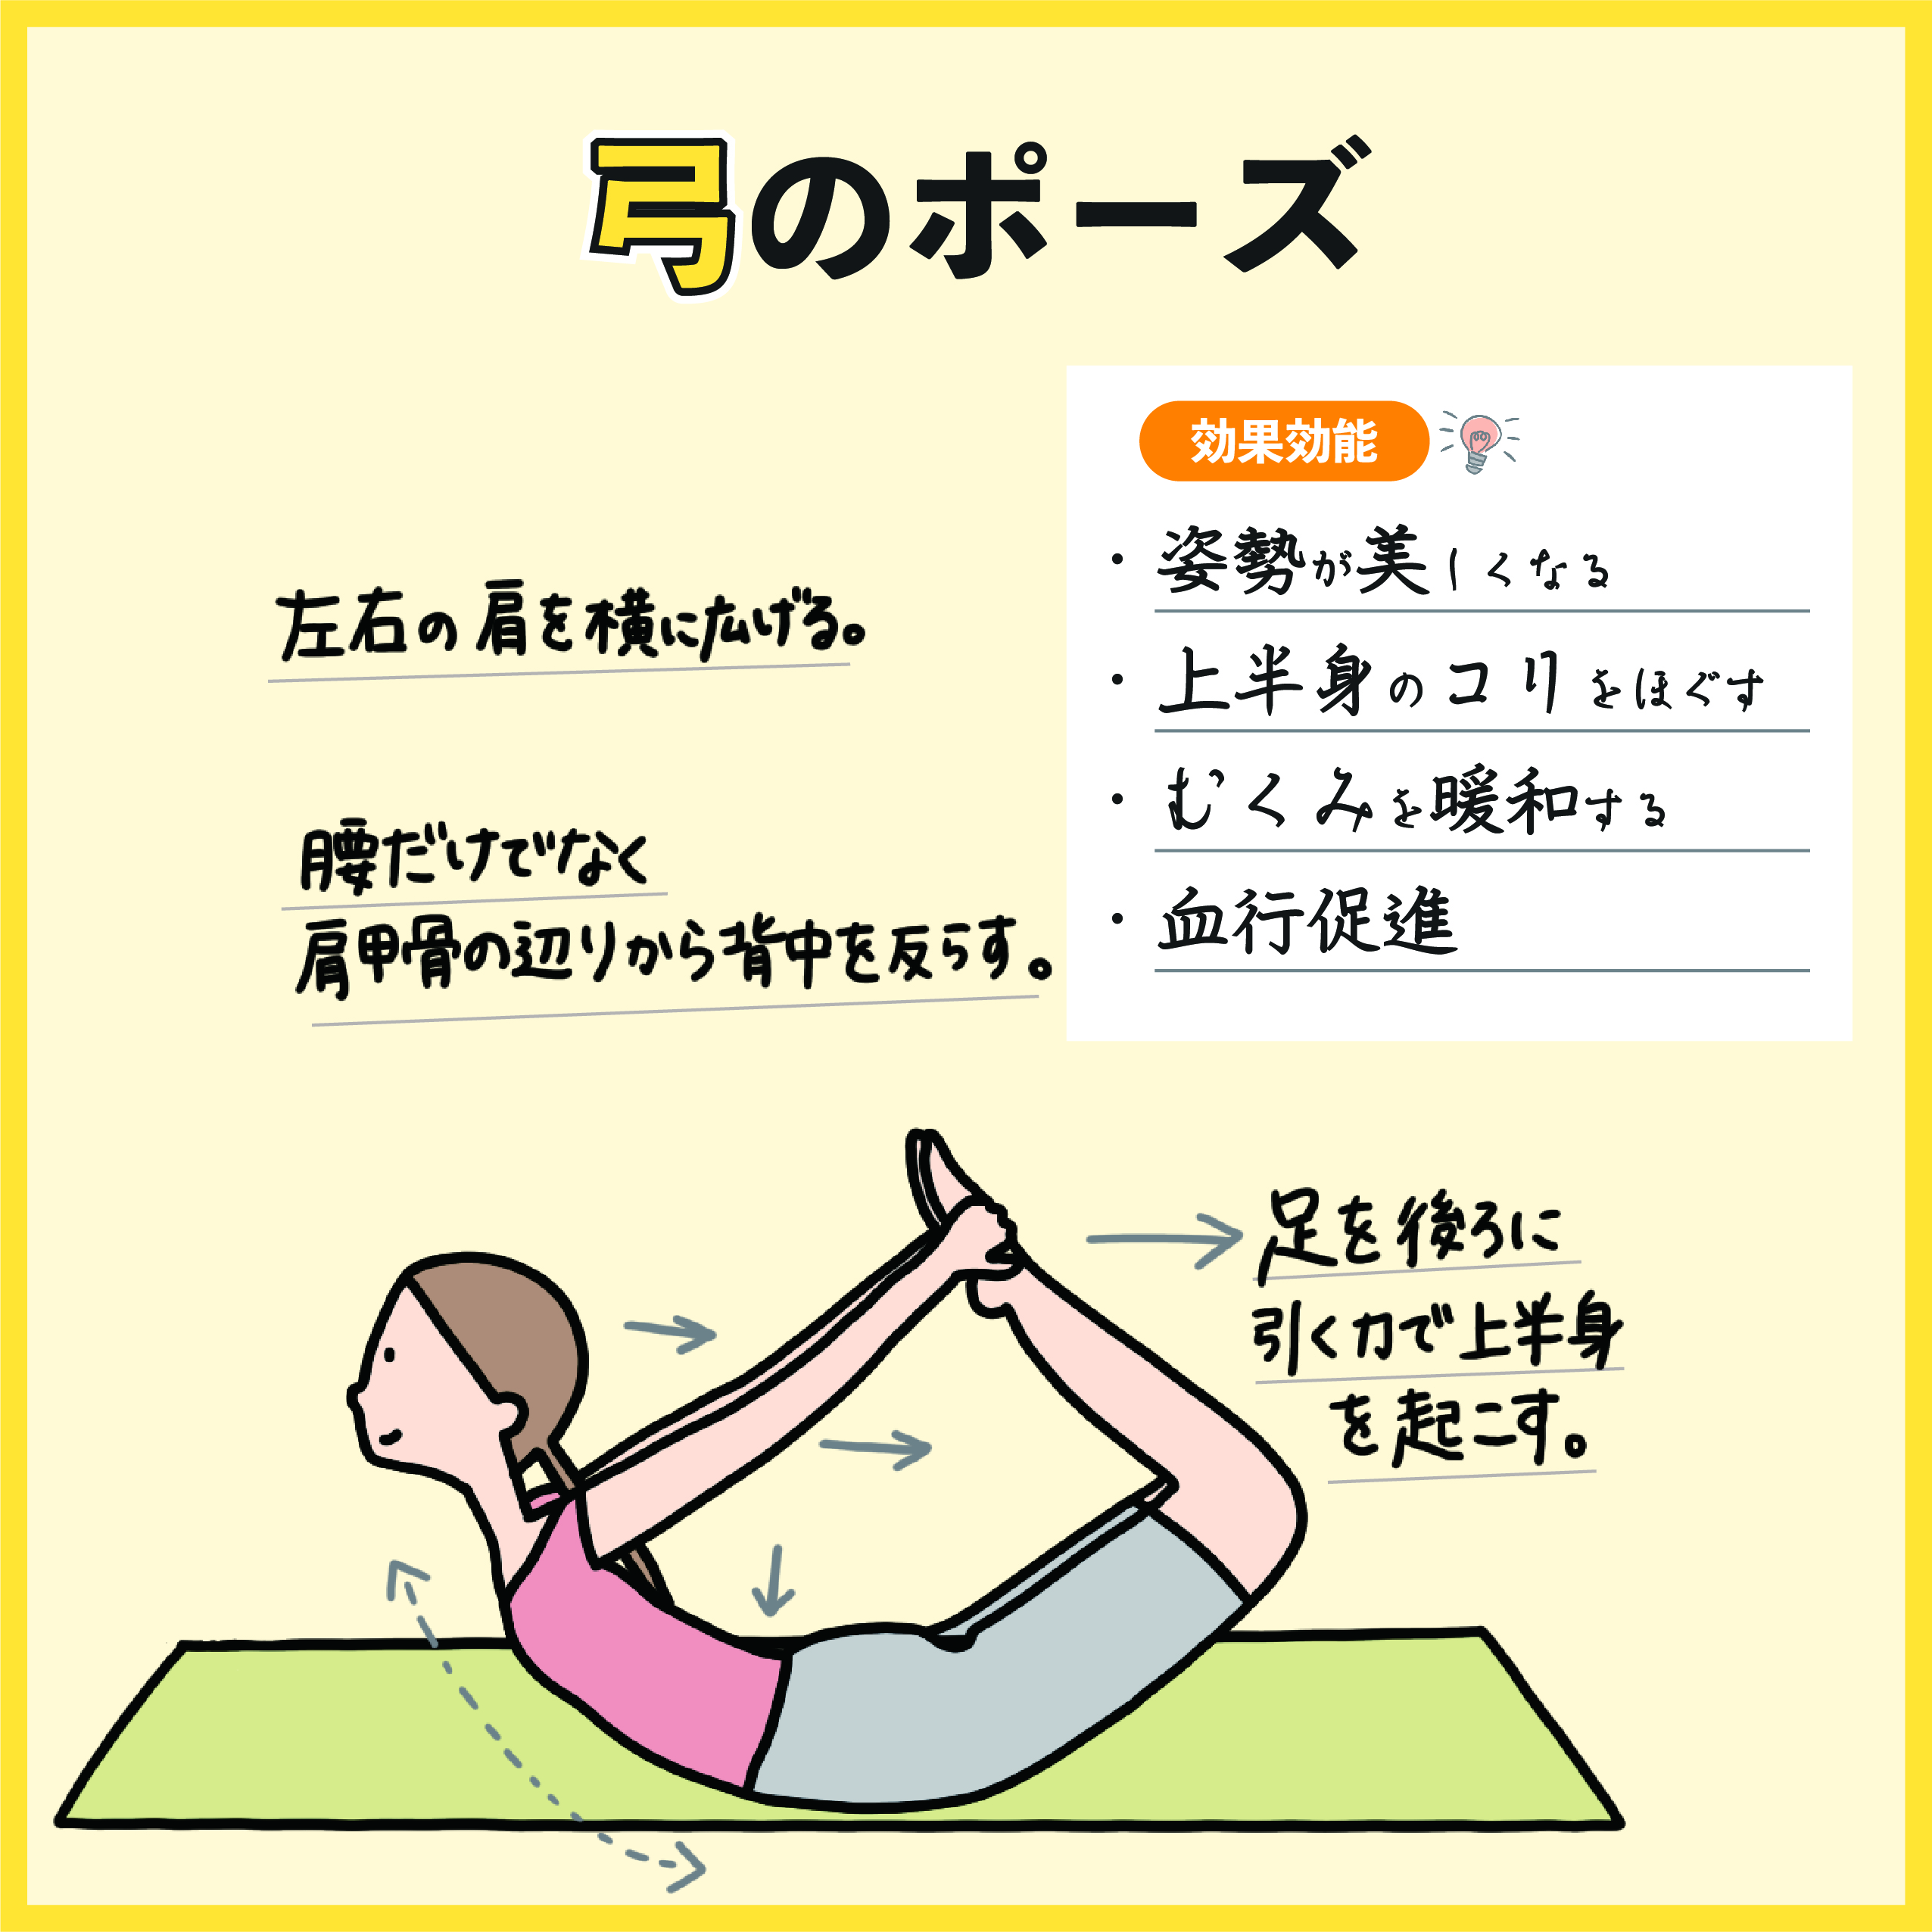 弓のポーズ
効果効能
・姿勢が美しくなる
・上半身のコリをほぐす
・むくみを暖和する
・血行促進
左右の肩を横に広げる。
腰だけでなく
肩甲骨の辺りから背中を反らす。
足を後ろに
引く力で上半身
を起こす。